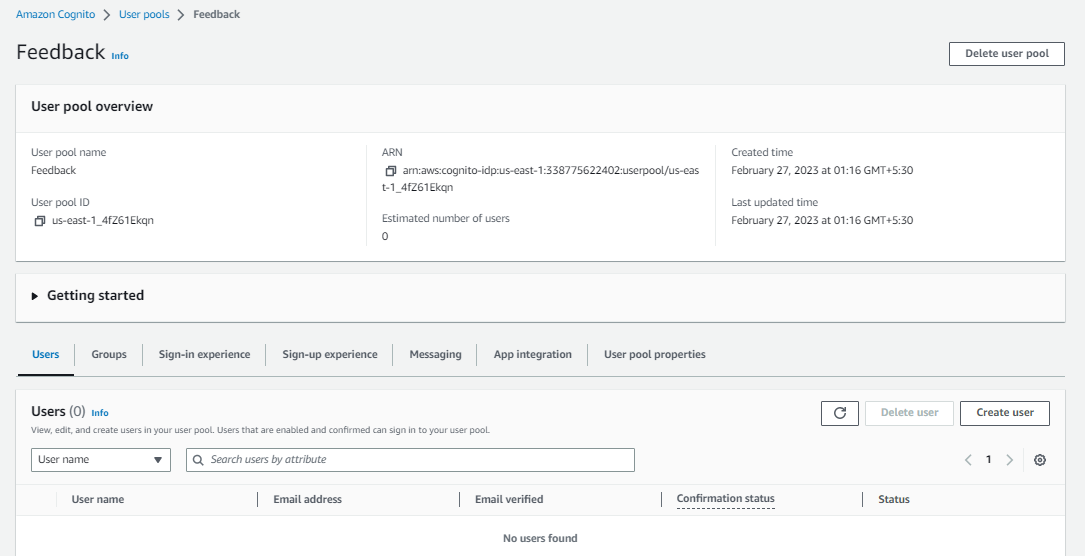 Amazon Cognito > User pools > Feedback
Feedback Info
Delete user pool
User pool overview
User pool name
Feedback
User pool ID
us-east-1_4fZ61Ekqn
ARN
arn:aws:cognito-idp:us-east-1:338775622402:userpool/us-eas
t-1_4fZ61Ekqn
Estimated number of users
0
Created time
February 27, 2023 at 01:16 GMT+5:30
Last updated time
February 27, 2023 at 01:16 GMT+5:30
Getting started
Users Groups Sign-in experience Sign-up experience Messaging App integration User pool properties
Users (0) Info
View, edit, and create users in your user pool. Users that are enabled and confirmed can sign in to your user pool.
Delete user Create user
User name Search users by attribute 1
User name Email address Email verified Confirmation status Status
No users found